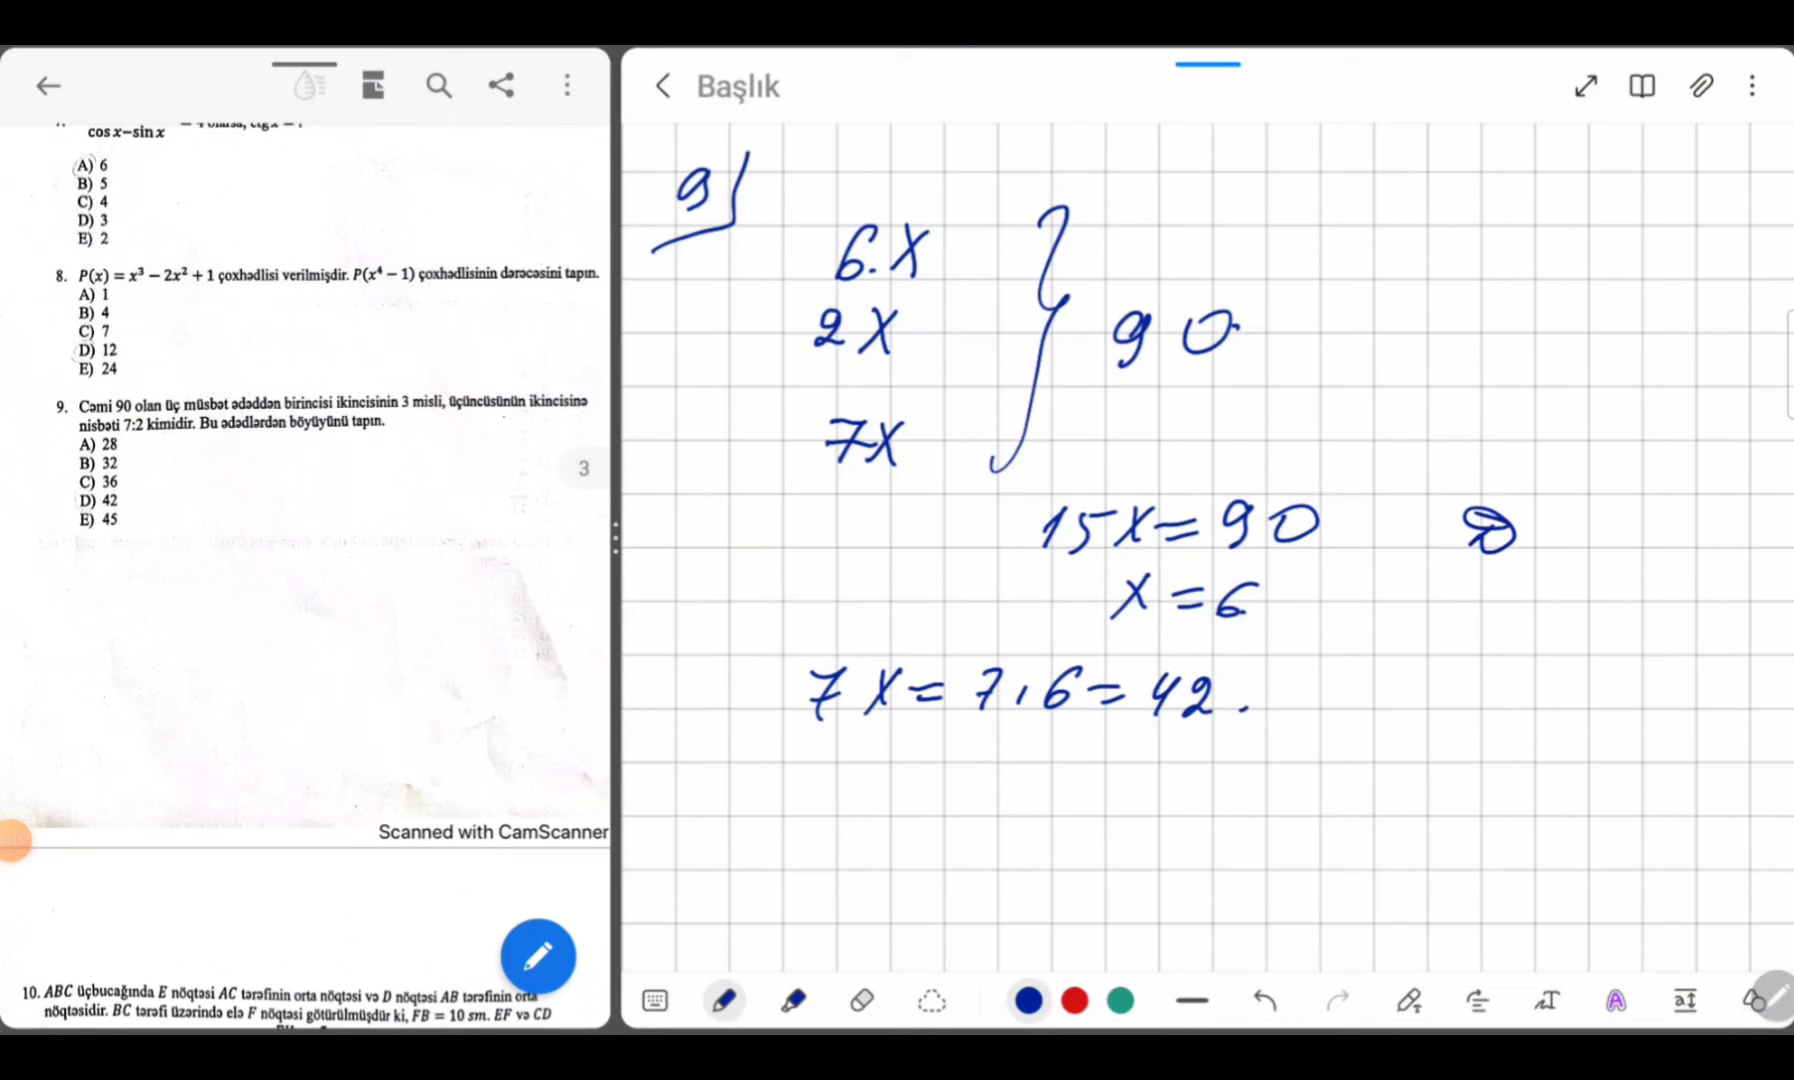 cos x−sin x
A) 6
B) 5
C) 4
D) 3
E) 2
8. P(x) = x³ − 2x² + 1 çoxhədlisi verilmişdir. P(x⁴ − 1) çoxhədlisinin dərəcəsini tapın.
A) 1
B) 4
C) 7
D) 12
E) 24
9. Cəmi 90 olan üç müsbət ədəddən birincisi ikincisinin 3 misli, üçüncüsünün ikincisinə
nisbəti 7:2 kimidir. Bu ədədlərdən böyüyünü tapın.
A) 28
B) 32
C) 36
D) 42
E) 45
3
Scanned with CamScanner
10. ABC üçbucağında E nöqtəsi AC tərəfinin orta nöqtəsi və D nöqtəsi AB tərəfinin orta
nöqtəsidir. BC tərəfi üzərində elə F nöqtəsi götürülmüşdür ki, FB = 10 sm. EF və CD
Başlık
9
6.x
2x
7x
90
15x=90
D
x=6
7x=7.6=42.